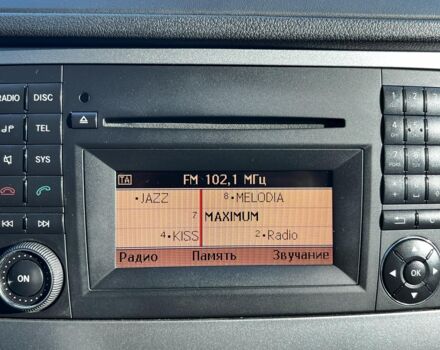 RADIO DISC
TEL
SYS
TA FM 102,1 МГц
•JAZZ 8•MELODIA
7 MAXIMUM
4•KISS 2•Radio
Радио Память Звучание
ON
OK
C